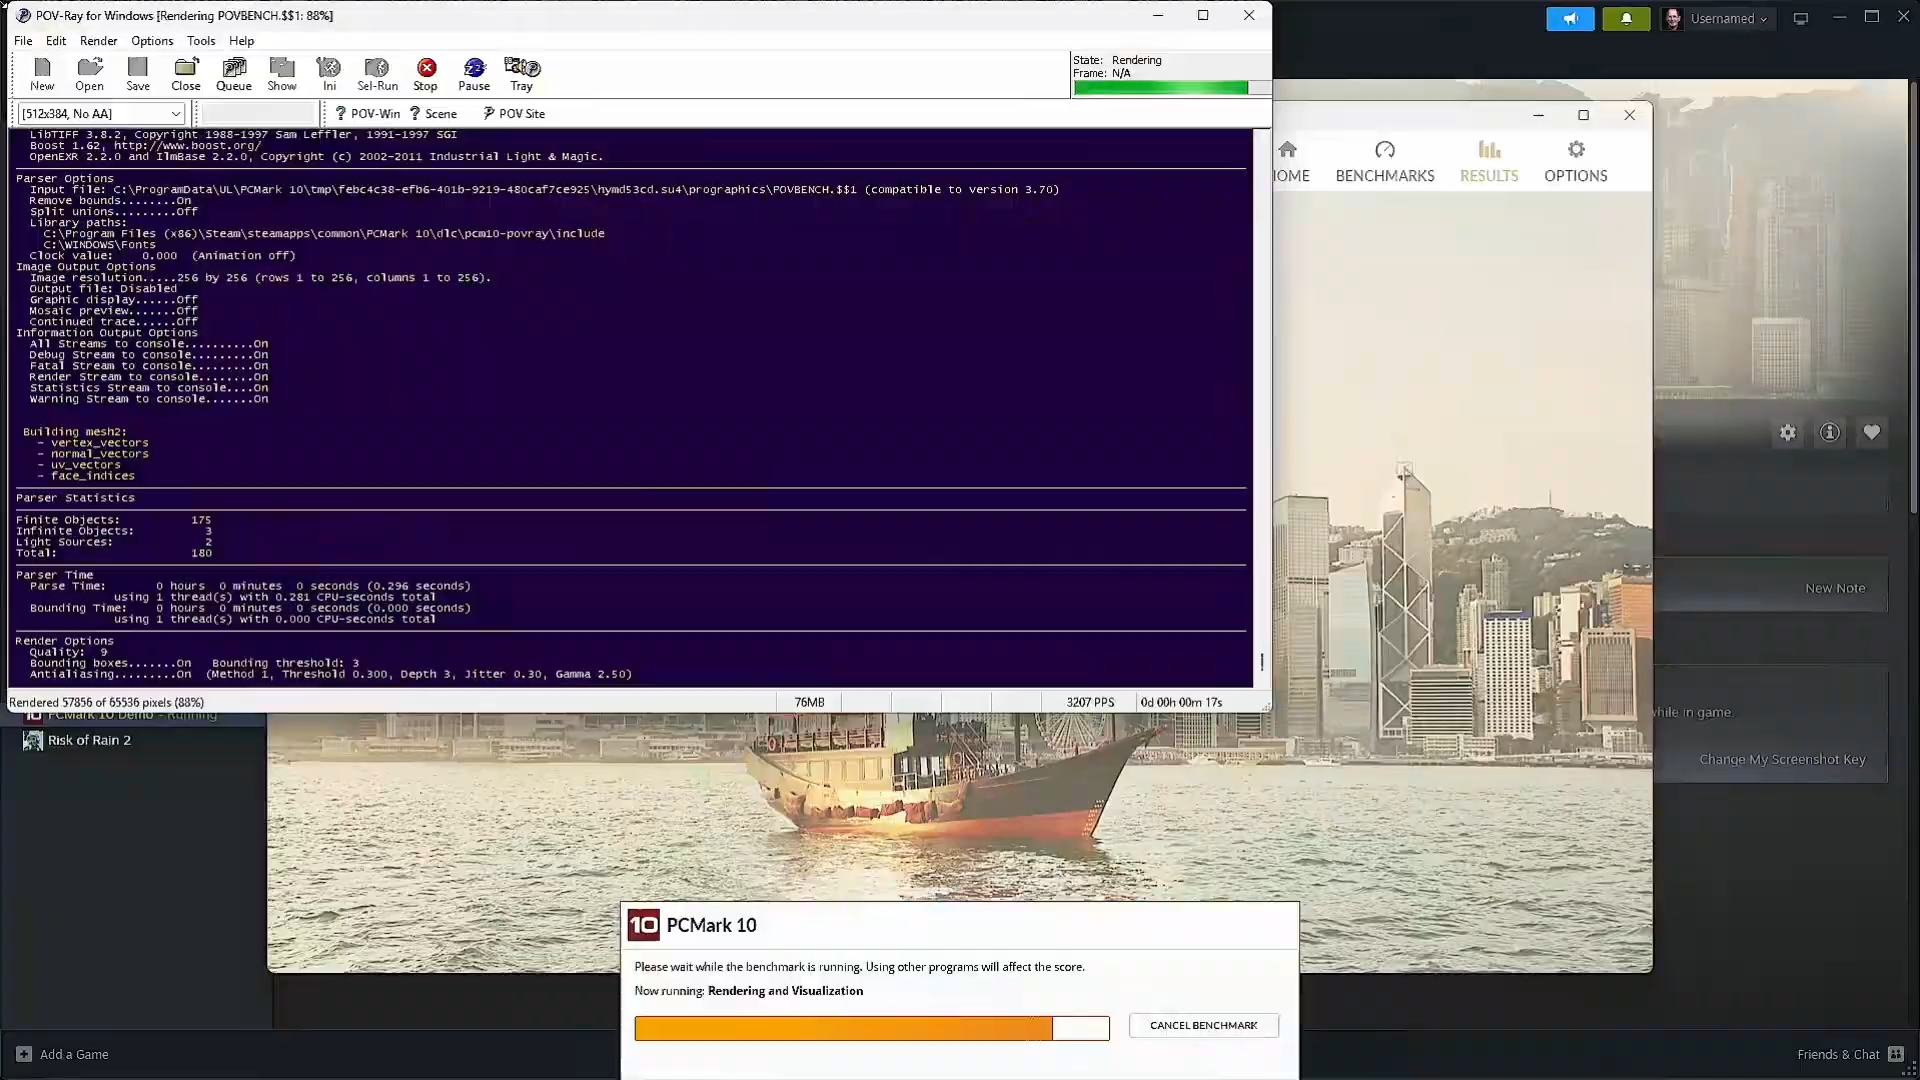 POV-Ray for Windows [Rendering POVBENCH.$$1: 88%]
Usernamed
File Edit Render Options Tools Help
New Open Save Close Queue Show Ini Sel-Run Stop Pause Tray
State: Rendering
Frame: N/A
[512x384, No AA]
? POV-Win ? Scene POV Site
LibTIFF 3.8.2, Copyright 1988-1997 Sam Leffler, 1991-1997 SGI
Boost 1.62, http://www.boost.org/
OpenEXR 2.2.0 and IlmBase 2.2.0, Copyright (c) 2002-2011 Industrial Light & Magic.
Parser Options
Input file: C:\ProgramData\UL\PCMark 10\tmp\febc4c38-efb6-401b-9219-480caf7ce925\hymd53cd.su4\prographics\POVBENCH.$$1 (compatible to version 3.70)
Remove bounds........On
Split unions.........Off
Library paths:
C:\Program Files (x86)\Steam\steamapps\common\PCMark 10\dlc\pcm10-povray\include
C:\WINDOWS\Fonts
Clock value: 0.000 (Animation off)
Image Output Options
Image resolution.....256 by 256 (rows 1 to 256, columns 1 to 256).
Output file: Disabled
Graphic display......Off
Mosaic preview.......Off
Continued trace......Off
Information Output Options
All Streams to console..........On
Debug Stream to console.........On
Fatal Stream to console.........On
Render Stream to console........On
Statistics Stream to console....On
Warning Stream to console.......On
Building mesh2:
- vertex_vectors
- normal_vectors
- uv_vectors
- face_indices
Parser Statistics
Finite Objects: 175
Infinite Objects: 3
Light Sources: 2
Total: 180
Parser Time
Parse Time: 0 hours 0 minutes 0 seconds (0.296 seconds)
using 1 thread(s) with 0.281 CPU-seconds total
Bounding Time: 0 hours 0 minutes 0 seconds (0.000 seconds)
using 1 thread(s) with 0.000 CPU-seconds total
Render Options
Quality: 9
Bounding boxes.......On Bounding threshold: 3
Antialiasing.........On (Method 1, Threshold 0.300, Depth 3, Jitter 0.30, Gamma 2.50)
Rendered 57856 of 65536 pixels (88%) 76MB 3207 PPS 0d 00h 00m 17s
OME BENCHMARKS RESULTS OPTIONS
New Note
while in game.
Change My Screenshot Key
PCMark 10 Demo - Running
Risk of Rain 2
10 PCMark 10
Please wait while the benchmark is running. Using other programs will affect the score.
Now running: Rendering and Visualization
CANCEL BENCHMARK
Add a Game
Friends & Chat